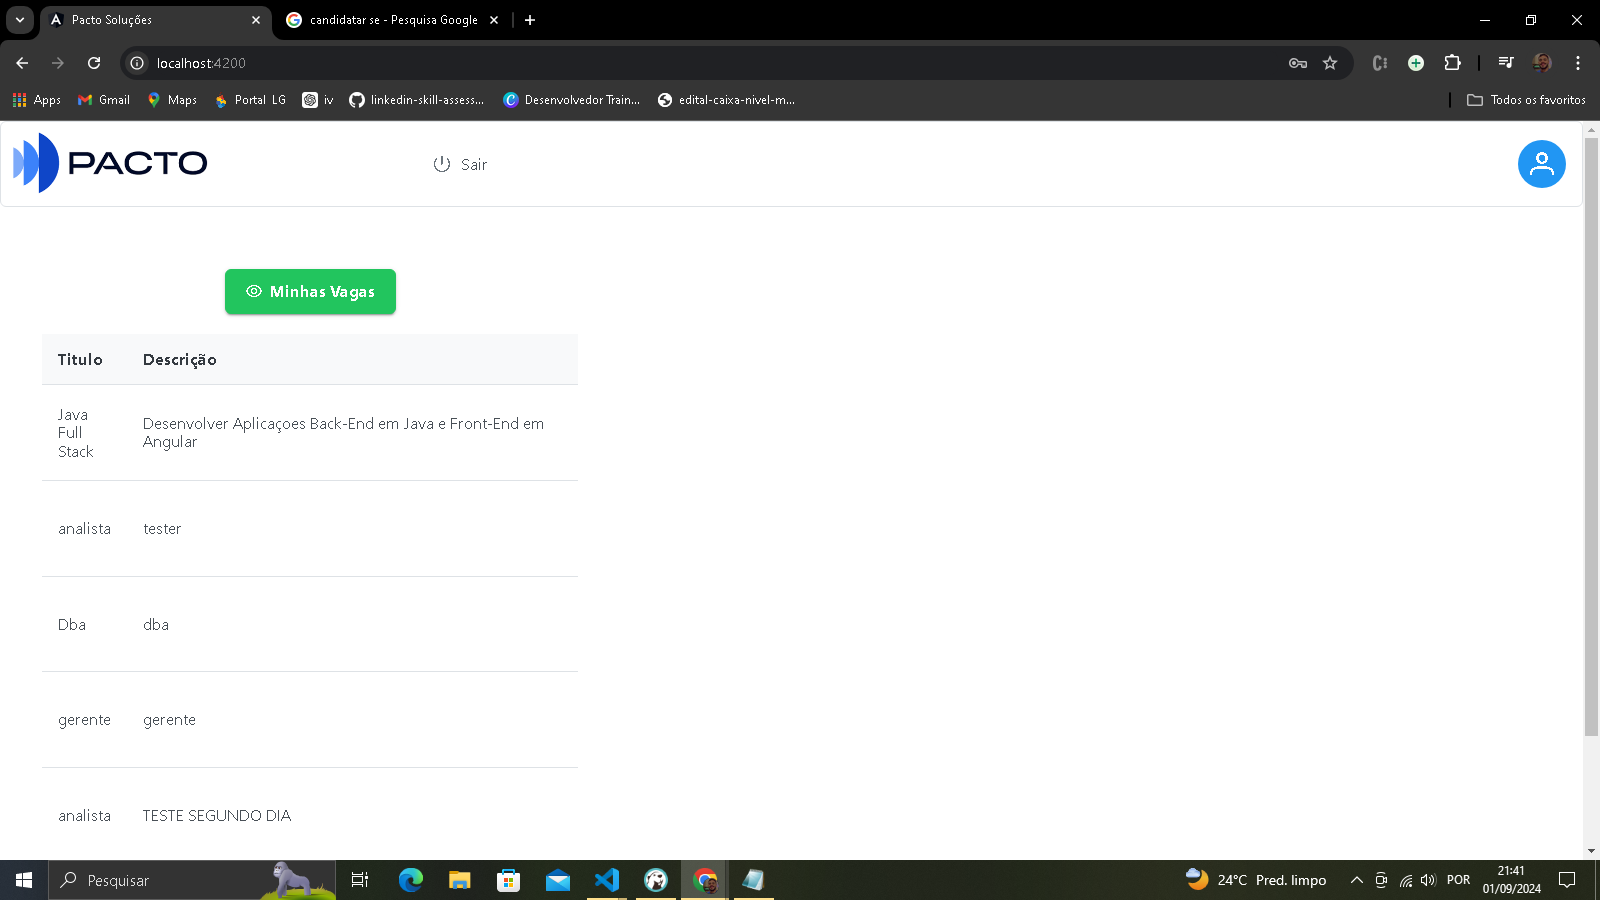 Pacto Soluções
candidatar se - Pesquisa Google
localhost:4200
Apps
Gmail
Maps
Portal LG
iv
linkedin-skill-assess...
Desenvolvedor Train...
edital-caixa-nivel-m...
Todos os favoritos
PACTO
Sair
Minhas Vagas
Titulo Descrição
Java
Full
Stack
Desenvolver Aplicaçoes Back-End em Java e Front-End em
Angular
analista tester
Dba dba
gerente gerente
analista TESTE SEGUNDO DIA
Pesquisar
24°C Pred. limpo
POR
21:41
01/09/2024